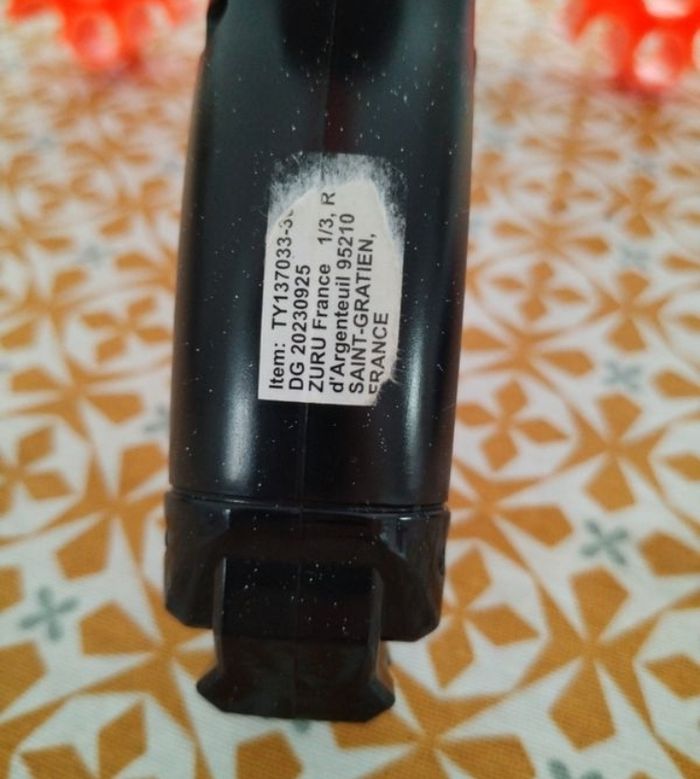 Item: TY137033-3
DG 20230925
ZURU France 1/3, R
d'Argenteuil 95210
SAINT-GRATIEN,
FRANCE